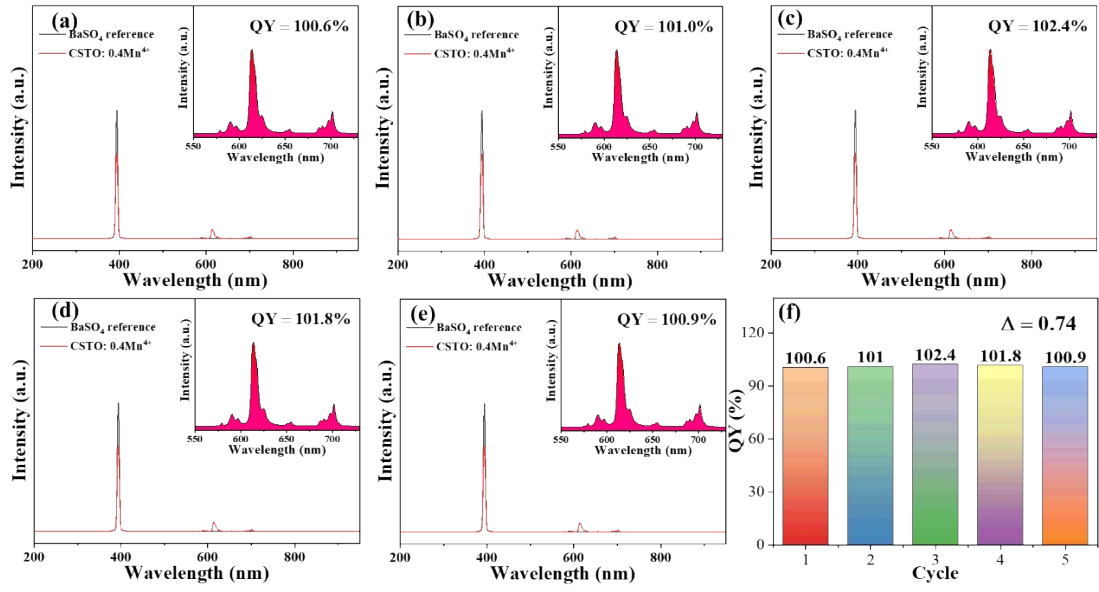 (a)
BaSO₄ reference
CSTO: 0.4Mn⁴⁺
QY = 100.6%
Intensity (a.u.)
550 600 650 700
Wavelength (nm)
Intensity (a.u.)
200 400 600 800
Wavelength (nm)
(b)
BaSO₄ reference
CSTO: 0.4Mn⁴⁺
QY = 101.0%
Intensity (a.u.)
550 600 650 700
Wavelength (nm)
Intensity (a.u.)
200 400 600 800
Wavelength (nm)
(c)
BaSO₄ reference
CSTO: 0.4Mn⁴⁺
QY = 102.4%
Intensity (a.u.)
550 600 650 700
Wavelength (nm)
Intensity (a.u.)
200 400 600 800
Wavelength (nm)
(d)
BaSO₄ reference
CSTO: 0.4Mn⁴⁺
QY = 101.8%
Intensity (a.u.)
550 600 650 700
Wavelength (nm)
Intensity (a.u.)
200 400 600 800
Wavelength (nm)
(e)
BaSO₄ reference
CSTO: 0.4Mn⁴⁺
QY = 100.9%
Intensity (a.u.)
550 600 650 700
Wavelength (nm)
Intensity (a.u.)
200 400 600 800
Wavelength (nm)
(f)
Δ = 0.74
100.6 101 102.4 101.8 100.9
QY (%)
120
90
60
30
0
1 2 3 4 5
Cycle